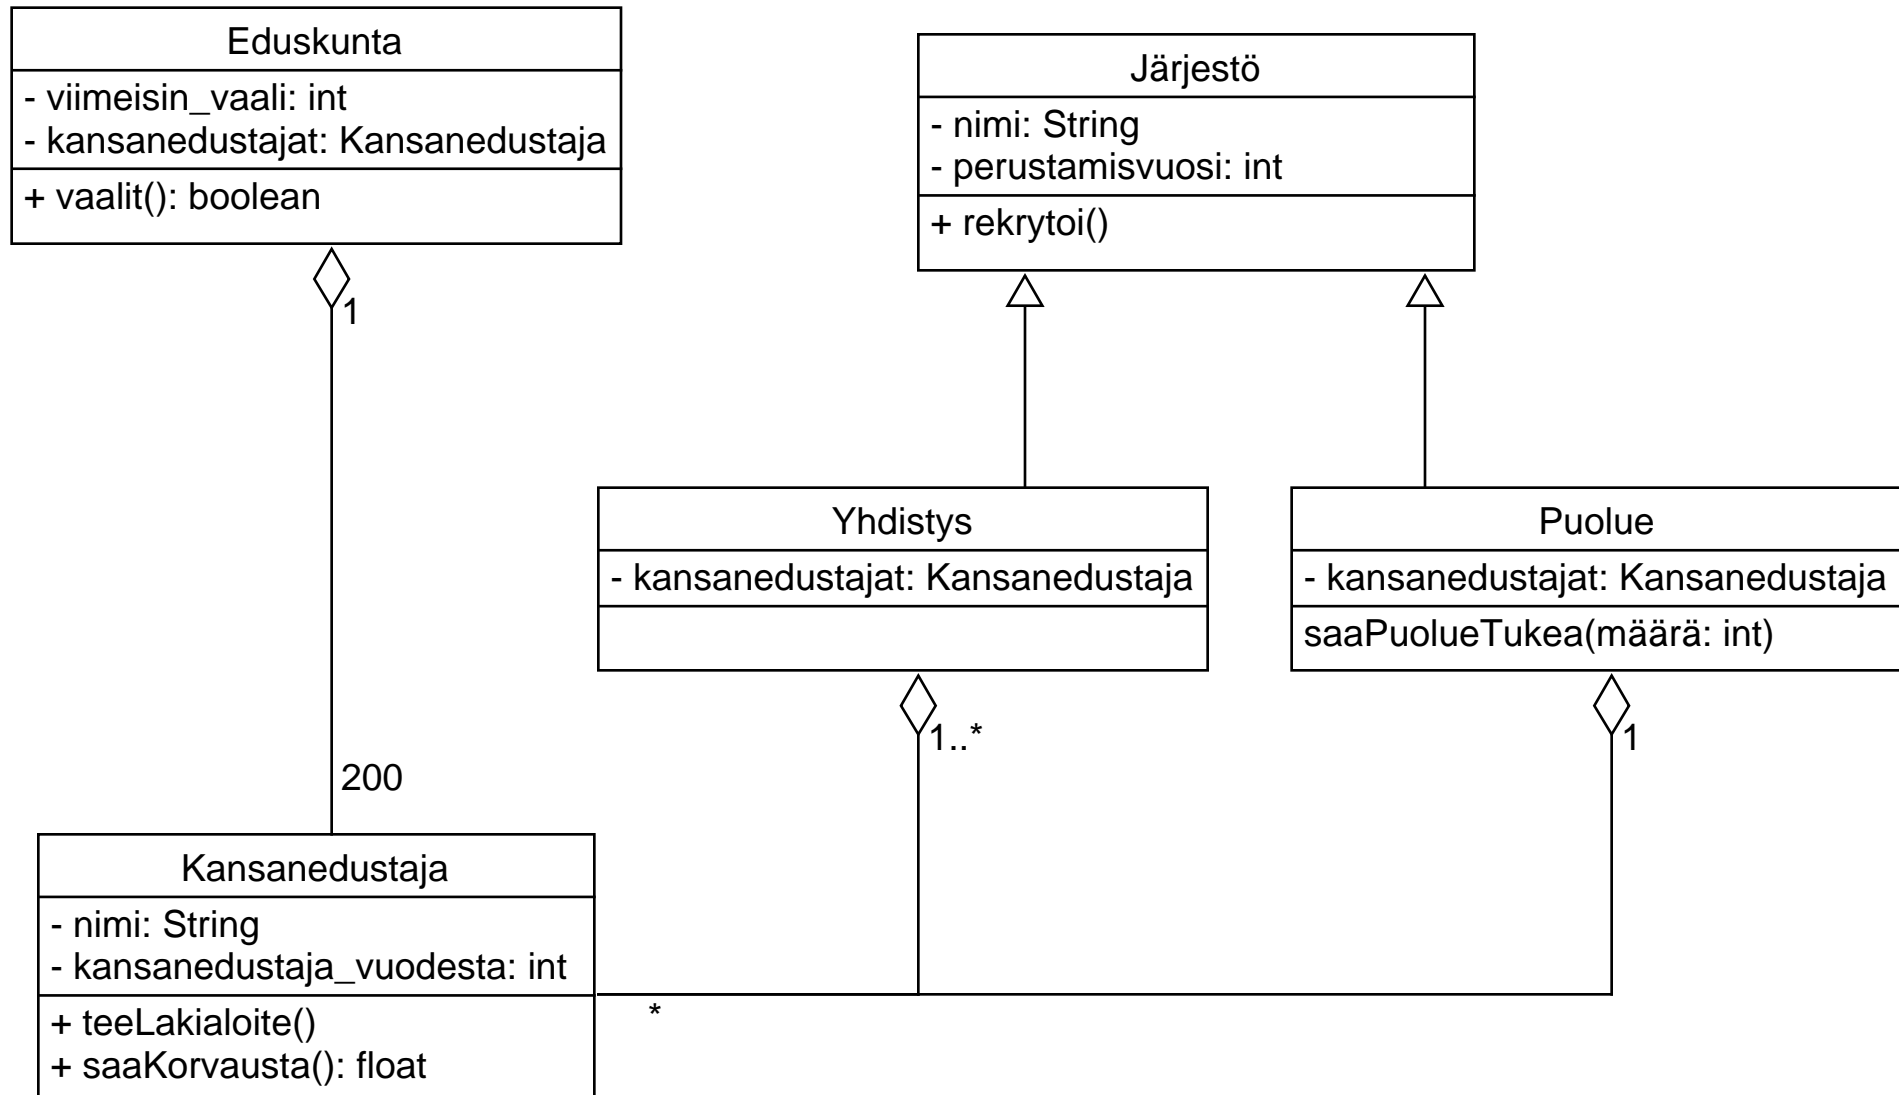 Eduskunta
- viimeisin_vaali: int
- kansanedustajat: Kansanedustaja
+ vaalit(): boolean
1
200
Järjestö
- nimi: String
- perustamisvuosi: int
+ rekrytoi()
Yhdistys
- kansanedustajat: Kansanedustaja
1..*
Puolue
- kansanedustajat: Kansanedustaja
saaPuolueTukea(määrä: int)
1
Kansanedustaja
- nimi: String
- kansanedustaja_vuodesta: int
+ teeLakialoite()
+ saaKorvausta(): float
*